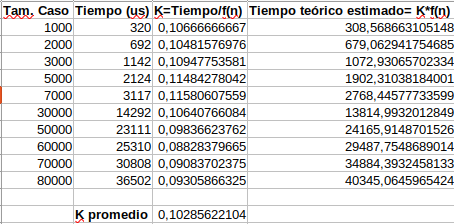 Tam, Caso Tiempo (us) K=Tiempo/f(n) Tiempo teórico estimado= K*f(n)
1000 320 0,10666666667 308,568663105148
2000 692 0,10481576976 679,062941754685
3000 1142 0,10947753581 1072,93065702334
5000 2124 0,11484278042 1902,31038184001
7000 3117 0,11580607559 2768,44577733599
30000 14292 0,10640766084 13814,9932012849
50000 23111 0,09836623762 24165,9148701526
60000 25310 0,08828379665 29487,7548689014
70000 30808 0,09083702375 34884,3932458133
80000 36502 0,09305866325 40345,0645965424
K promedio 0,10285622104